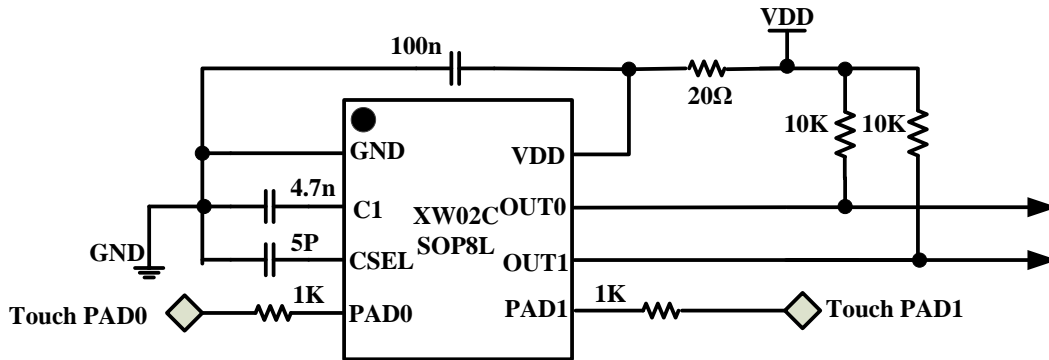 VDD
100n
20Ω
10K
10K
GND
VDD
4.7n
C1
XW02C
SOP8L
OUT0
GND
5P
CSEL
OUT1
Touch PAD0
1K
PAD0
PAD1
1K
Touch PAD1